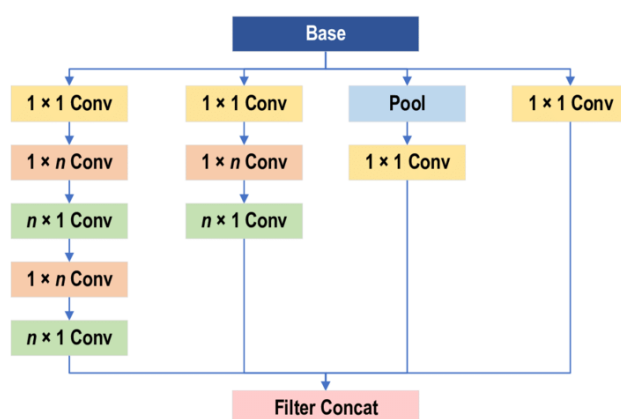 Base
1 × 1 Conv
1 × 1 Conv
Pool
1 × 1 Conv
1 × n Conv
1 × n Conv
1 × 1 Conv
n × 1 Conv
n × 1 Conv
1 × n Conv
n × 1 Conv
Filter Concat